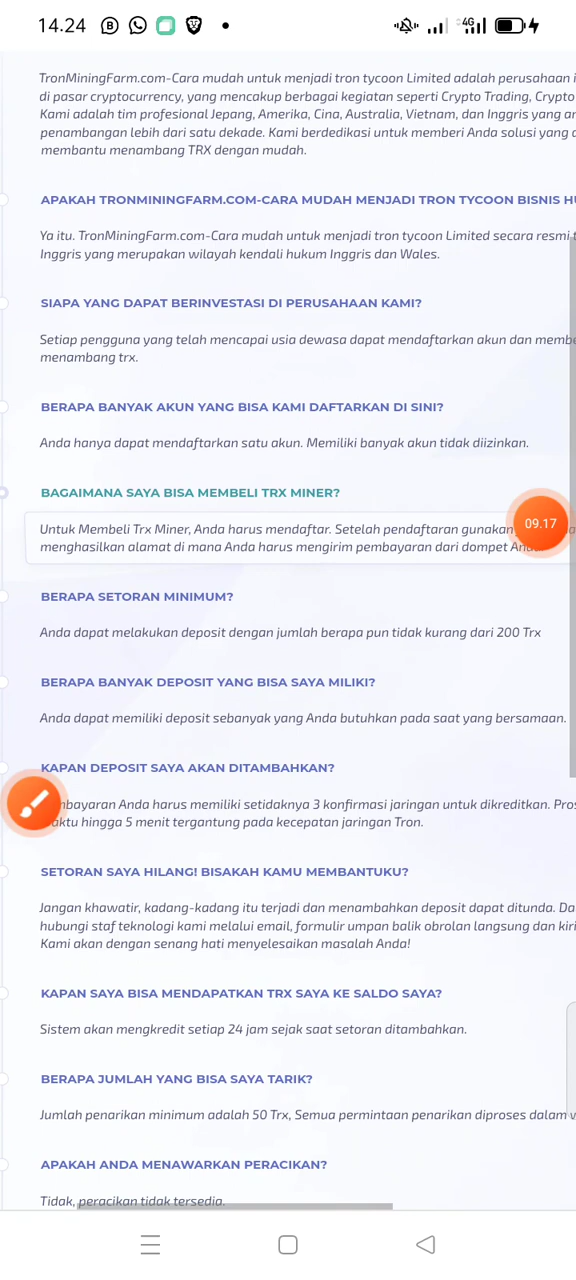 14.24
4G
TronMiningFarm.com-Cara mudah untuk menjadi tron tycoon Limited adalah perusahaan
di pasar cryptocurrency, yang mencakup berbagai kegiatan seperti Crypto Trading, Crypto
Kami adalah tim profesional Jepang, Amerika, Cina, Australia, Vietnam, dan Inggris yang
penambangan lebih dari satu dekade. Kami berdedikasi untuk memberi Anda solusi yang
membantu menambang TRX dengan mudah.
APAKAH TRONMININGFARM.COM-CARA MUDAH MENJADI TRON TYCOON BISNIS
Ya itu. TronMiningFarm.com-Cara mudah untuk menjadi tron tycoon Limited secara resmi
Inggris yang merupakan wilayah kendali hukum Inggris dan Wales.
SIAPA YANG DAPAT BERINVESTASI DI PERUSAHAAN KAMI?
Setiap pengguna yang telah mencapai usia dewasa dapat mendaftarkan akun dan
menambang trx.
BERAPA BANYAK AKUN YANG BISA KAMI DAFTARKAN DI SINI?
Anda hanya dapat mendaftarkan satu akun. Memiliki banyak akun tidak diizinkan.
BAGAIMANA SAYA BISA MEMBELI TRX MINER?
Untuk Membeli Trx Miner, Anda harus mendaftar. Setelah pendaftaran gunakan
09.17
menghasilkan alamat di mana Anda harus mengirim pembayaran dari dompet
BERAPA SETORAN MINIMUM?
Anda dapat melakukan deposit dengan jumlah berapa pun tidak kurang dari 200 Trx
BERAPA BANYAK DEPOSIT YANG BISA SAYA MILIKI?
Anda dapat memiliki deposit sebanyak yang Anda butuhkan pada saat yang bersamaan.
KAPAN DEPOSIT SAYA AKAN DITAMBAHKAN?
Anda harus memiliki setidaknya 3 konfirmasi jaringan untuk dikreditkan.
hingga 5 menit tergantung pada kecepatan jaringan Tron.
SETORAN SAYA HILANG! BISAKAH KAMU MEMBANTUKU?
Jangan khawatir, kadang-kadang itu terjadi dan menambahkan deposit dapat ditunda.
hubungi staf teknologi kami melalui email, formulir umpan balik obrolan langsung dan
Kami akan dengan senang hati menyelesaikan masalah Anda!
KAPAN SAYA BISA MENDAPATKAN TRX SAYA KE SALDO SAYA?
Sistem akan mengkredit setiap 24 jam sejak saat setoran ditambahkan.
BERAPA JUMLAH YANG BISA SAYA TARIK?
Jumlah penarikan minimum adalah 50 Trx, Semua permintaan penarikan diproses dalam
APAKAH ANDA MENAWARKAN PERACIKAN?
Tidak, peracikan tidak tersedia.